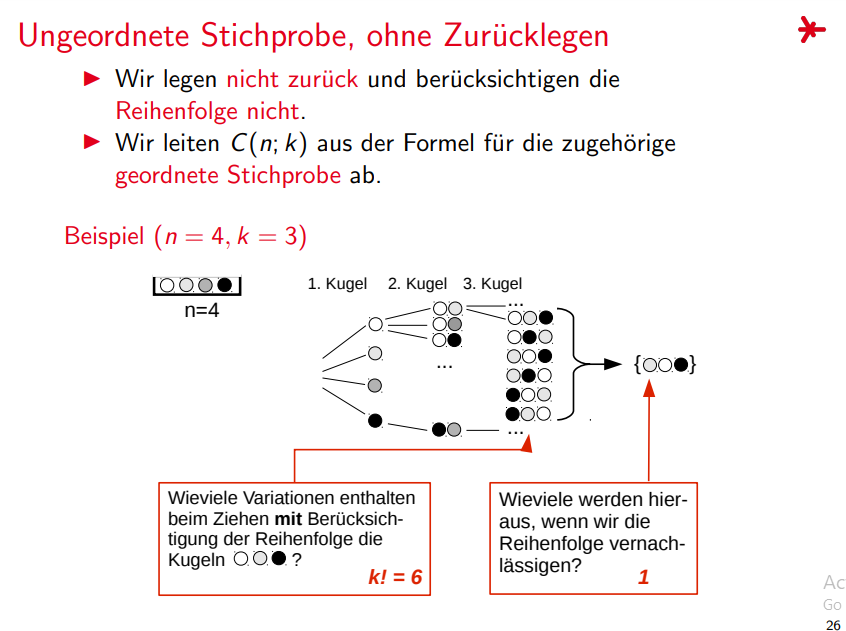 Ungeordnete Stichprobe, ohne Zurücklegen
Wir legen nicht zurück und berücksichtigen die
Reihenfolge nicht.
Wir leiten C(n; k) aus der Formel für die zugehörige
geordnete Stichprobe ab.
Beispiel (n = 4, k = 3)
n=4
1. Kugel 2. Kugel 3. Kugel
...
...
...
{ }
Wieviele Variationen enthalten
beim Ziehen mit Berücksich-
tigung der Reihenfolge die
Kugeln ?
k! = 6
Wieviele werden hier-
aus, wenn wir die
Reihenfolge vernach-
lässigen?
1
Ac
Go
26